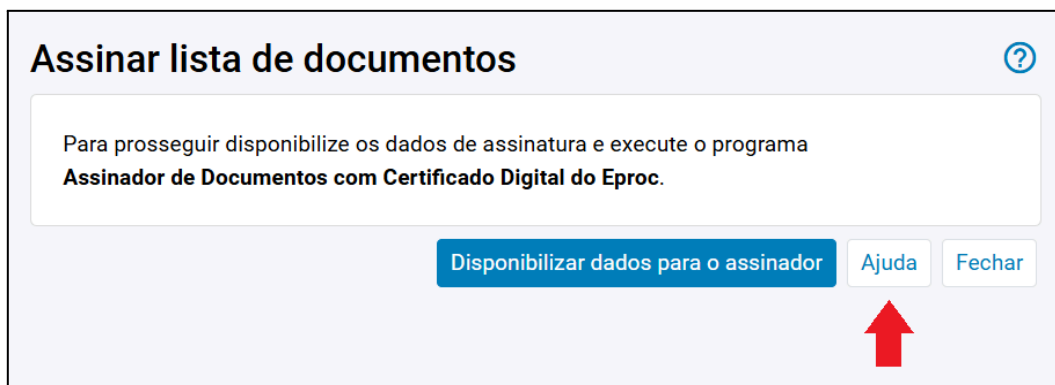 Assinar lista de documentos
Para prosseguir disponibilize os dados de assinatura e execute o programa
Assinador de Documentos com Certificado Digital do Eproc.
Disponibilizar dados para o assinador Ajuda Fechar